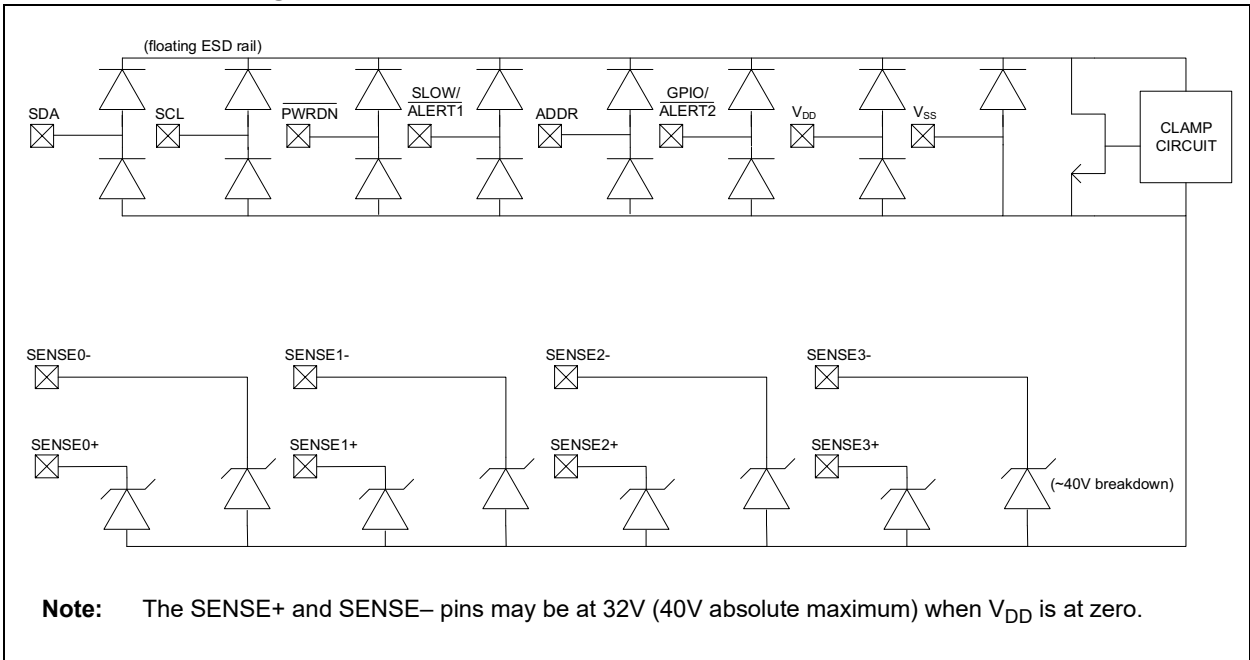 (floating ESD rail)
SDA
SCL
PWRDN
SLOW/
ALERT1
ADDR
GPIO/
ALERT2
VDD
VSS
CLAMP
CIRCUIT
SENSE0-
SENSE1-
SENSE2-
SENSE3-
SENSE0+
SENSE1+
SENSE2+
SENSE3+
(~40V breakdown)
Note: The SENSE+ and SENSE– pins may be at 32V (40V absolute maximum) when VDD is at zero.